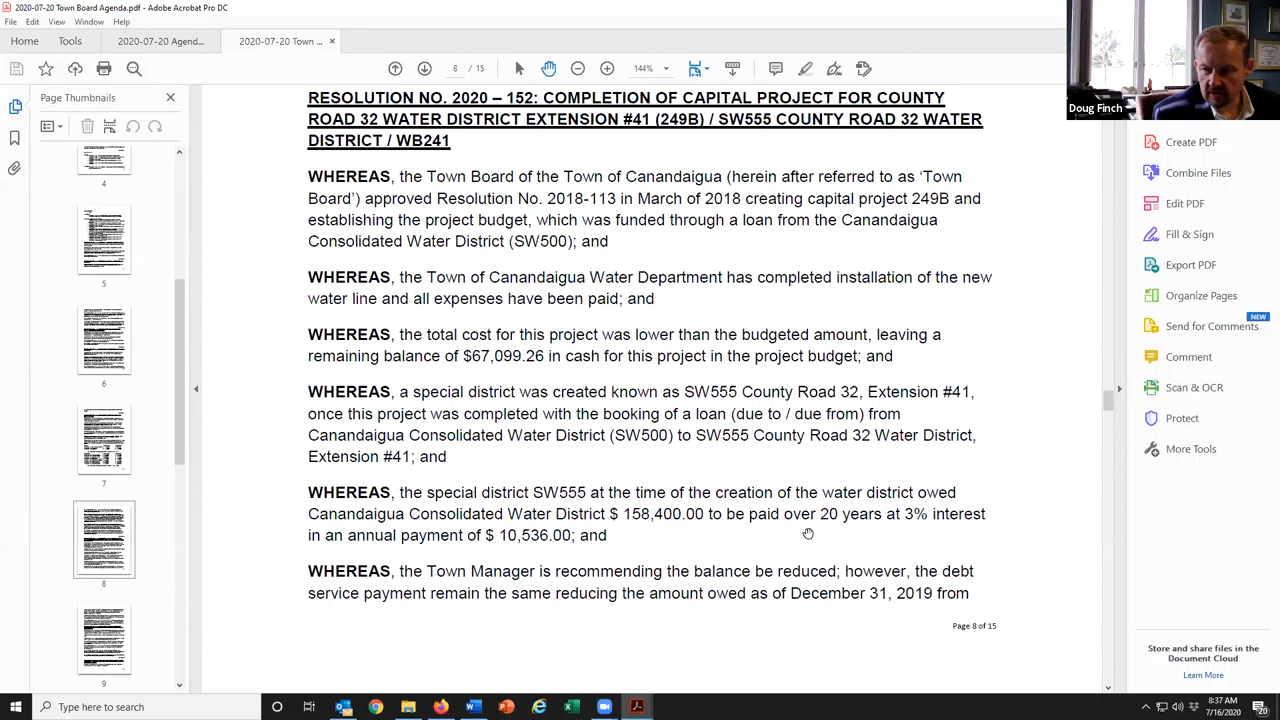 2020-07-20 Town Board Agenda.pdf - Adobe Acrobat Pro DC
File Edit View Window Help
Home Tools 2020-07-20 Agend... 2020-07-20 Town ... ×
8 / 15 144%
Page Thumbnails
4
5
6
7
8
9
RESOLUTION NO. 2020 – 152: COMPLETION OF CAPITAL PROJECT FOR COUNTY
ROAD 32 WATER DISTRICT EXTENSION #41 (249B) / SW555 COUNTY ROAD 32 WATER
DISTRICT / WB241
WHEREAS, the Town Board of the Town of Canandaigua (herein after referred to as ‘Town
Board’) approved Resolution No. 2018-113 in March of 2018 creating capital project 249B and
establishing the project budget, which was funded through a loan from the Canandaigua
Consolidated Water District (SW500); and
WHEREAS, the Town of Canandaigua Water Department has completed installation of the new
water line and all expenses have been paid; and
WHEREAS, the total cost for this project was lower than the budgeted amount, leaving a
remaining balance of $67,099.26 in cash for this project in the project budget; and
WHEREAS, a special district was created known as SW555 County Road 32, Extension #41,
once this project was completed with the booking of a loan (due to / due from) from
Canandaigua Consolidated Water District (SW500) to SW555 County Road 32 Water District,
Extension #41; and
WHEREAS, the special district SW555 at the time of the creation of the water district owed
Canandaigua Consolidated Water District $ 158,400.00 to be paid over 20 years at 3% interest
in an annual payment of $ 10,538.00; and
WHEREAS, the Town Manager is recommending the balance be reduced; however, the debt
service payment remain the same reducing the amount owed as of December 31, 2019 from
Page 8 of 15
Doug Finch
Create PDF
Combine Files
Edit PDF
Fill & Sign
Export PDF
Organize Pages
Send for Comments
NEW
Comment
Scan & OCR
Protect
More Tools
Store and share files in the
Document Cloud
Learn More
Type here to search
8:37 AM
7/16/2020
20